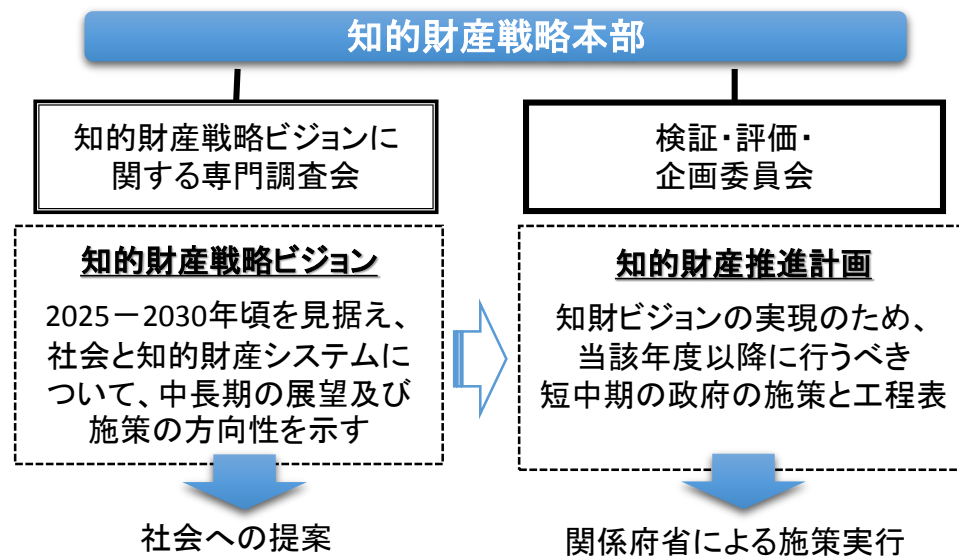 知的財産戦略本部
知的財産戦略ビジョンに
関する専門調査会
検証・評価・
企画委員会
知的財産戦略ビジョン
2025－2030年頃を見据え、
社会と知的財産システムに
ついて、中長期の展望及び
施策の方向性を示す
知的財産推進計画
知財ビジョンの実現のため、
当該年度以降に行うべき
短中期の政府の施策と工程表
社会への提案
関係府省による施策実行